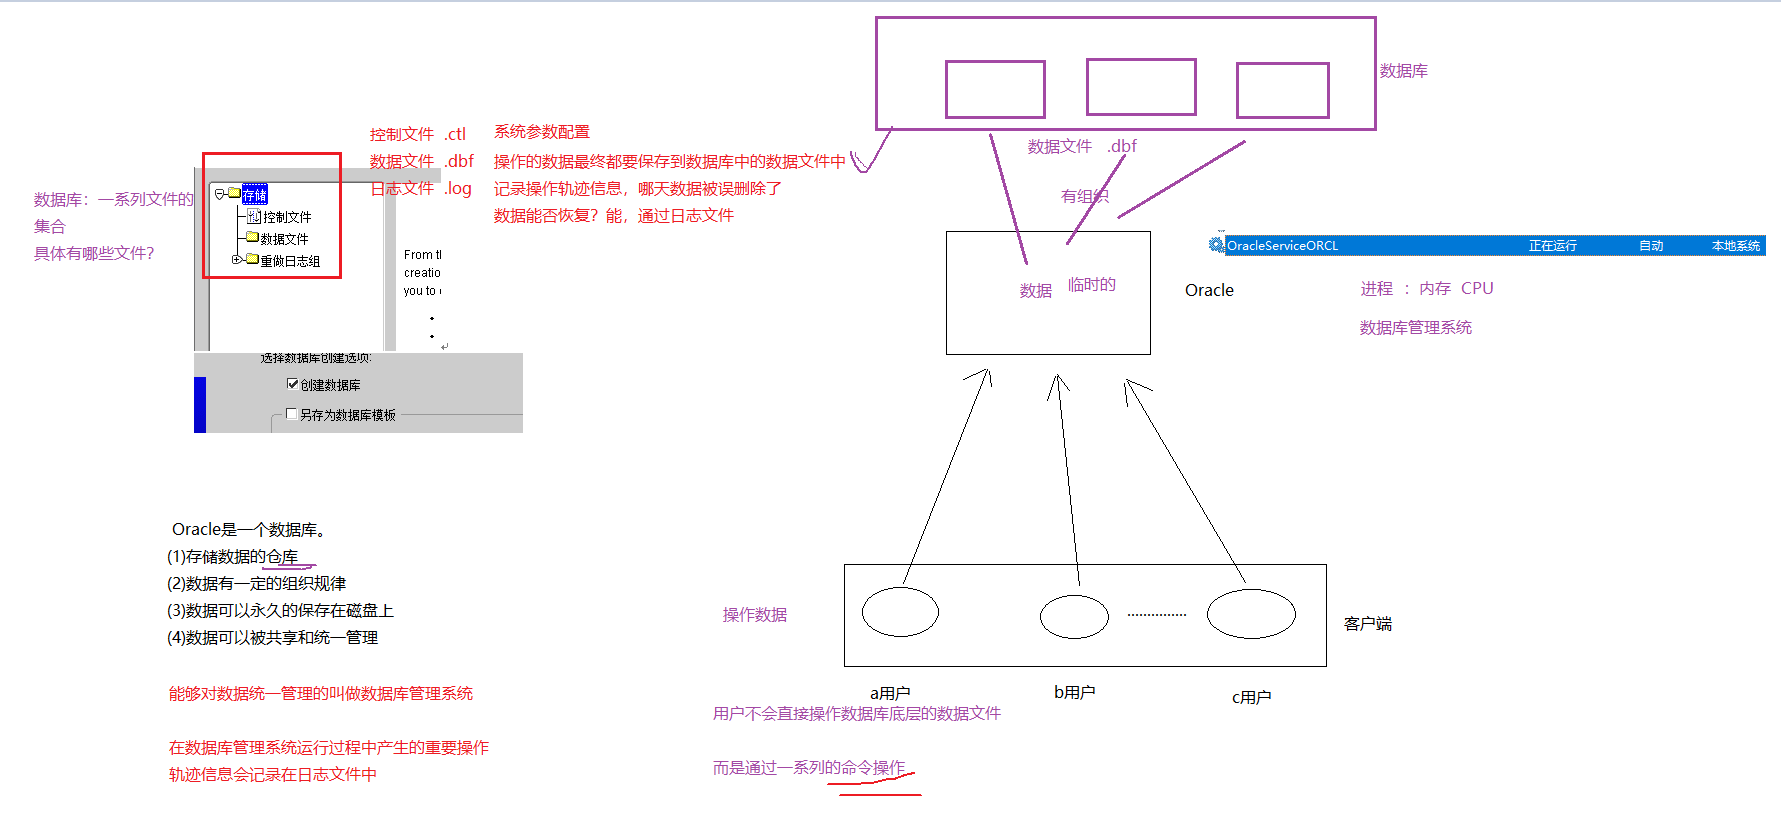 数据库
控制文件 .ctl 系统参数配置
数据文件 .dbf 操作的数据最终都要保存到数据库中的数据文件中
日志文件 .log 记录操作轨迹信息，哪天数据被误删除了
数据能否恢复？能，通过日志文件
数据库：一系列文件的
集合
具体有哪些文件？
存储
控制文件
数据文件
重做日志组
From tl
creatio
you to
选择数据库创建选项:
创建数据库
另存为数据库模板
数据文件 .dbf
有组织
数据 临时的
Oracle
OracleServiceORCL 正在运行 自动 本地系统
进程 ：内存 CPU
数据库管理系统
Oracle是一个数据库。
(1)存储数据的仓库
(2)数据有一定的组织规律
(3)数据可以永久的保存在磁盘上
(4)数据可以被共享和统一管理
能够对数据统一管理的叫做数据库管理系统
在数据库管理系统运行过程中产生的重要操作
轨迹信息会记录在日志文件中
操作数据
客户端
a用户
b用户
c用户
用户不会直接操作数据库底层的数据文件
而是通过一系列的命令操作